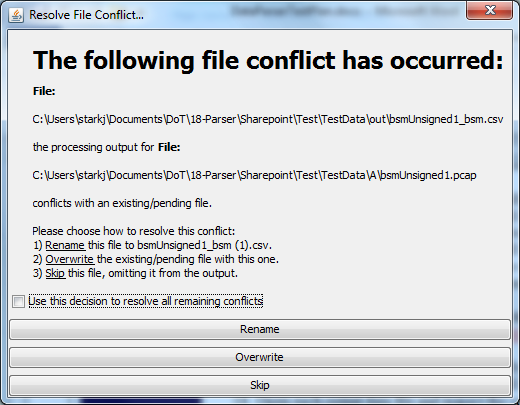 Resolve File Conflict...
The following file conflict has occurred:
File:
C:\Users\starkj\Documents\DoT\18-Parser\Sharepoint\Test\TestData\out\bsmUnsigned1_bsm.csv
the processing output for File:
C:\Users\starkj\Documents\DoT\18-Parser\Sharepoint\Test\TestData\A\bsmUnsigned1.pcap
conflicts with an existing/pending file.
Please choose how to resolve this conflict:
1) Rename this file to bsmUnsigned1_bsm (1).csv.
2) Overwrite the existing/pending file with this one.
3) Skip this file, omitting it from the output.
Use this decision to resolve all remaining conflicts
Rename
Overwrite
Skip